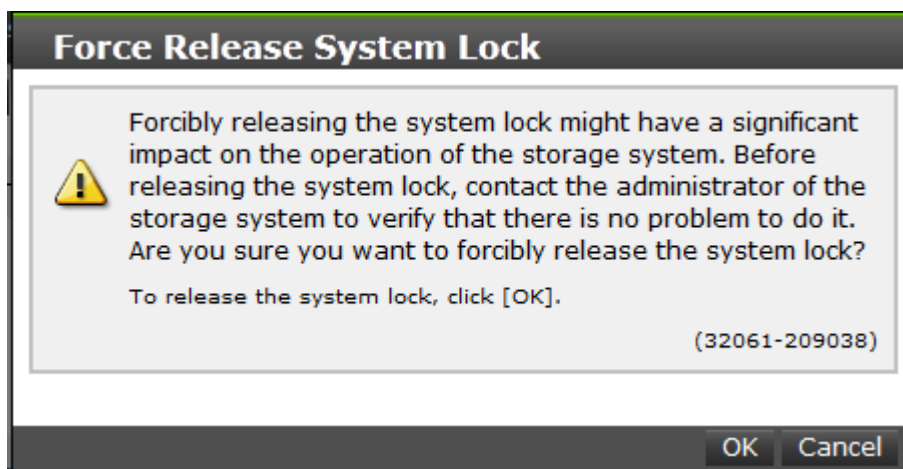 Force Release System Lock
Forcibly releasing the system lock might have a significant
impact on the operation of the storage system. Before
releasing the system lock, contact the administrator of the
storage system to verify that there is no problem to do it.
Are you sure you want to forcibly release the system lock?
To release the system lock, click [OK].
(32061-209038)
OK Cancel